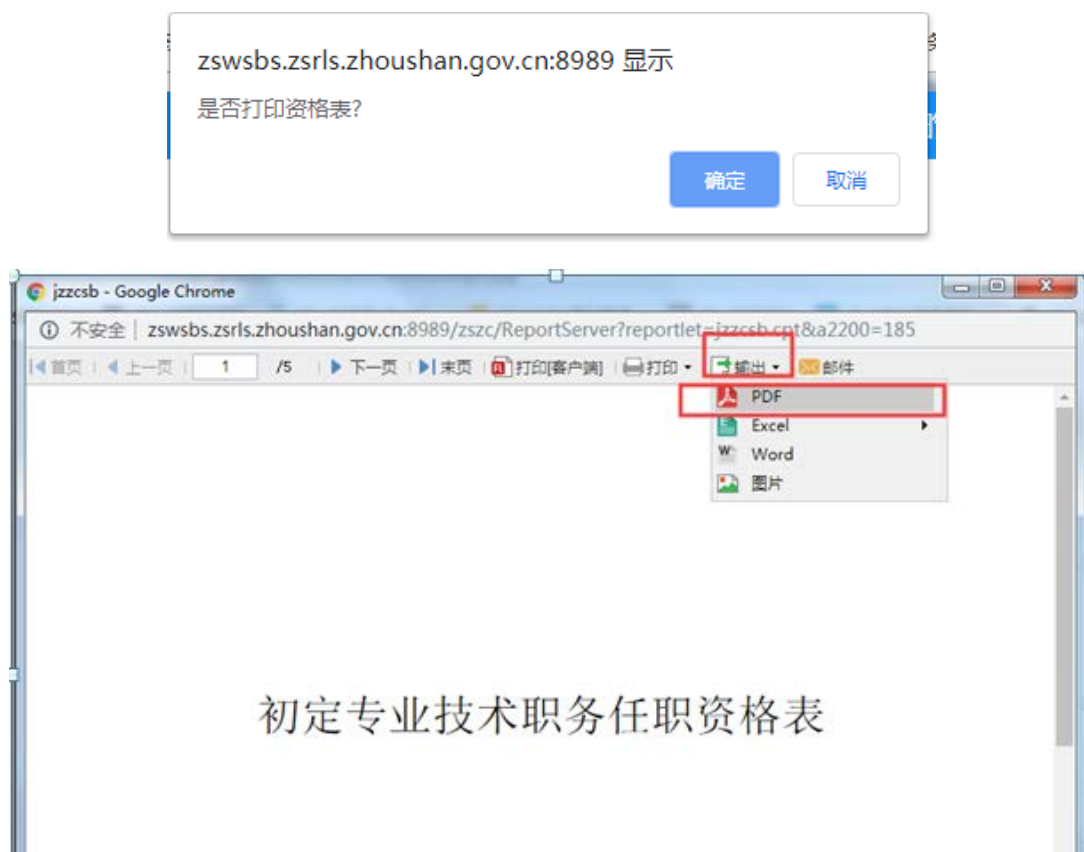 zswsbs.zsrls.zhoushan.gov.cn:8989 显示
是否打印资格表?
确定 取消
jzzcsb - Google Chrome
不安全 | zswsbs.zsrls.zhoushan.gov.cn:8989/zszc/ReportServer?reportlet=jzzcsb.cpt&a2200=185
首页 上一页 1 /5 下一页 末页 打印[客户端] 打印 输出 邮件
PDF
Excel
Word
图片
初定专业技术职务任职资格表